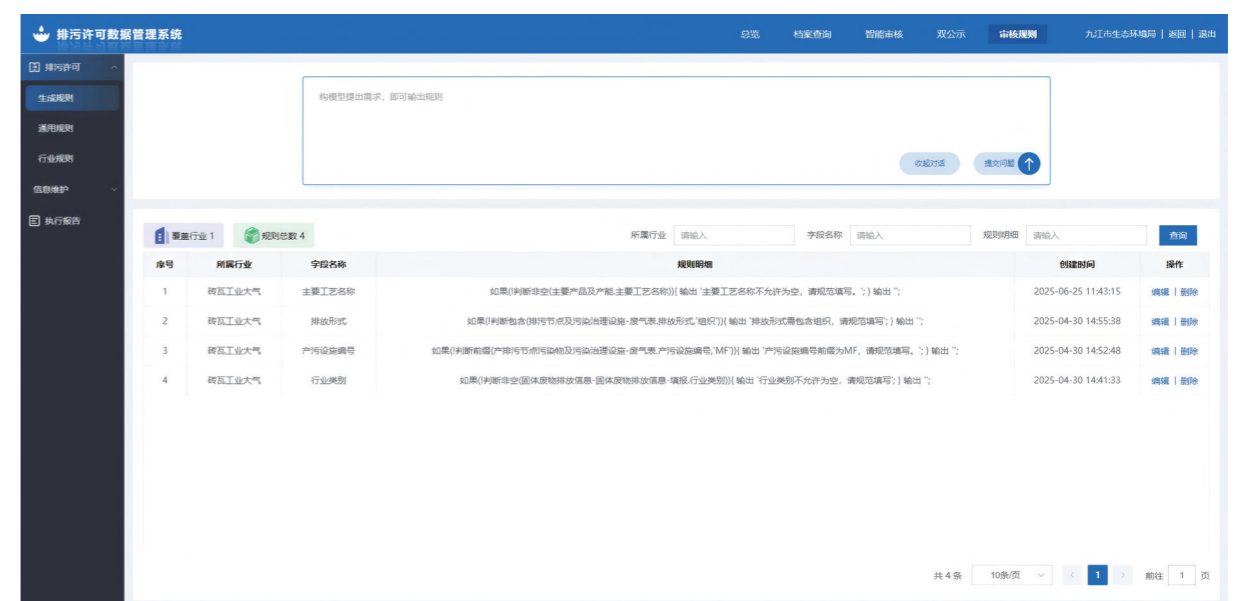 排污许可数据管理系统
总览 档案查询 智能审核 双公示 审核规则 九江市生态环境局 | 返回 | 退出
排污许可
生成规则
通用规则
行业规则
信息维护
执行报告
构模型提出需求，即可输出规则
收起对话 提交问题
覆盖行业 1 规则总数 4 所属行业 请输入 字段名称 请输入 规则明细 请输入 查询
序号 所属行业 字段名称 规则明细 创建时间 操作
1 砖瓦工业大气 主要工艺名称 如果(!判断非空(主要产品及产能.主要工艺名称)){ 输出 '主要工艺名称不允许为空，请规范填写。'; } 输出 ''; 2025-06-25 11:43:15 编辑 | 删除
2 砖瓦工业大气 排放形式 如果(!判断包含(排污节点及污染治理设施-废气表.排放形式,'组织')){ 输出 '排放形式需包含组织，请规范填写'; } 输出 ''; 2025-04-30 14:55:38 编辑 | 删除
3 砖瓦工业大气 产污设施编号 如果(!判断前缀(产排污节点污染物及污染治理设施-废气表.产污设施编号,'MF')){ 输出 '产污设施编号前缀为MF，请规范填写。'; } 输出 ''; 2025-04-30 14:52:48 编辑 | 删除
4 砖瓦工业大气 行业类别 如果(!判断非空(固体废物排放信息-固体废物排放信息-填报.行业类别)){ 输出 '行业类别不允许为空，请规范填写'; } 输出 ''; 2025-04-30 14:41:33 编辑 | 删除
共 4 条 10条/页 1 前往 1 页